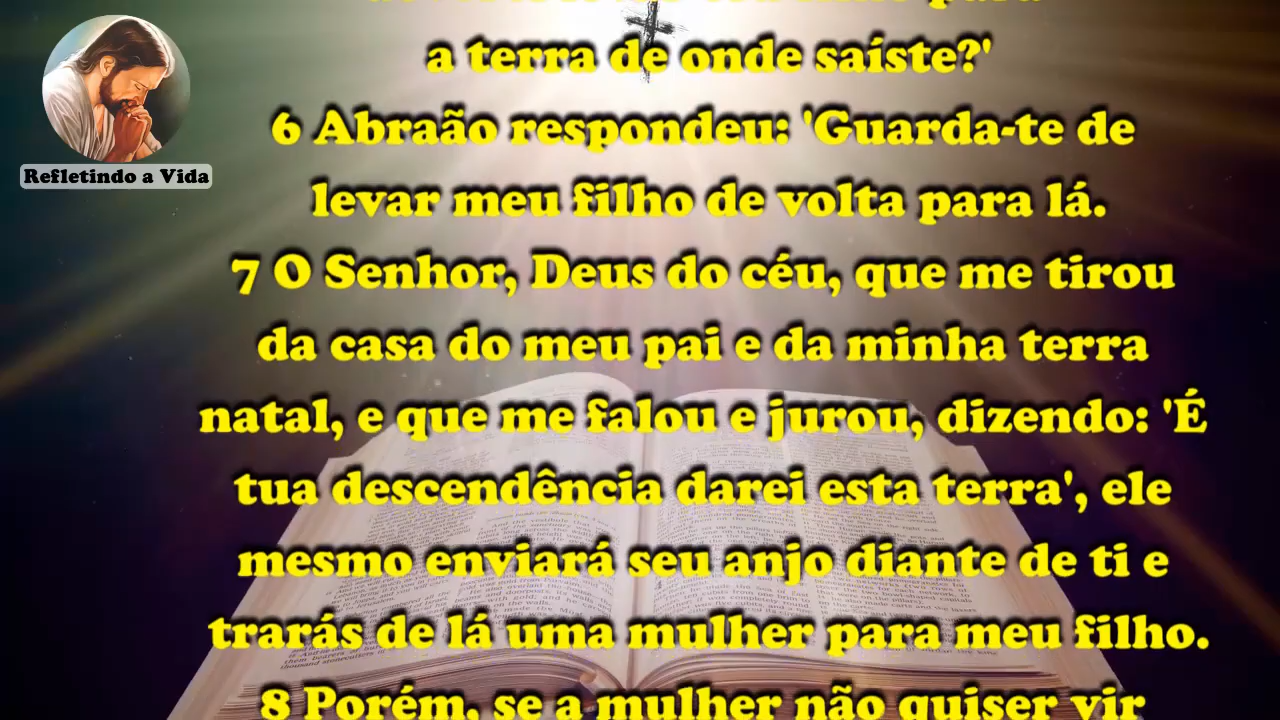 a terra de onde saíste?'
6 Abraão respondeu: 'Guarda-te de
levar meu filho de volta para lá.
7 O Senhor, Deus do céu, que me tirou
da casa do meu pai e da minha terra
natal, e que me falou e jurou, dizendo: 'É
tua descendência darei esta terra', ele
mesmo enviará seu anjo diante de ti e
trarás de lá uma mulher para meu filho.
8 Porém, se a mulher não quiser vir
Refletindo a Vida